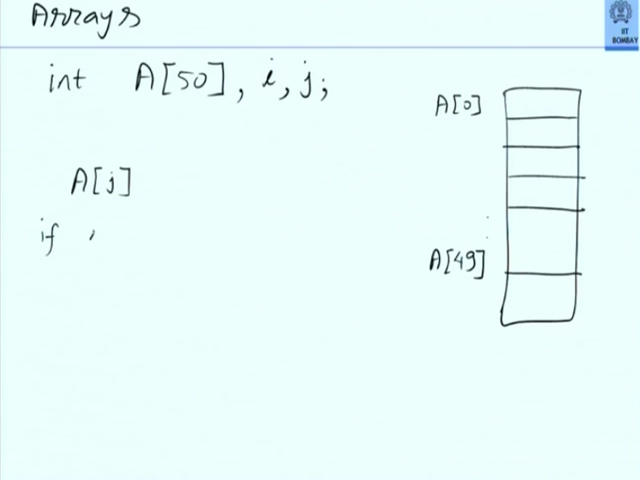 Arrays
IIT
BOMBAY
int A[50], i, j;
A[0]
A[j]
if
A[49]